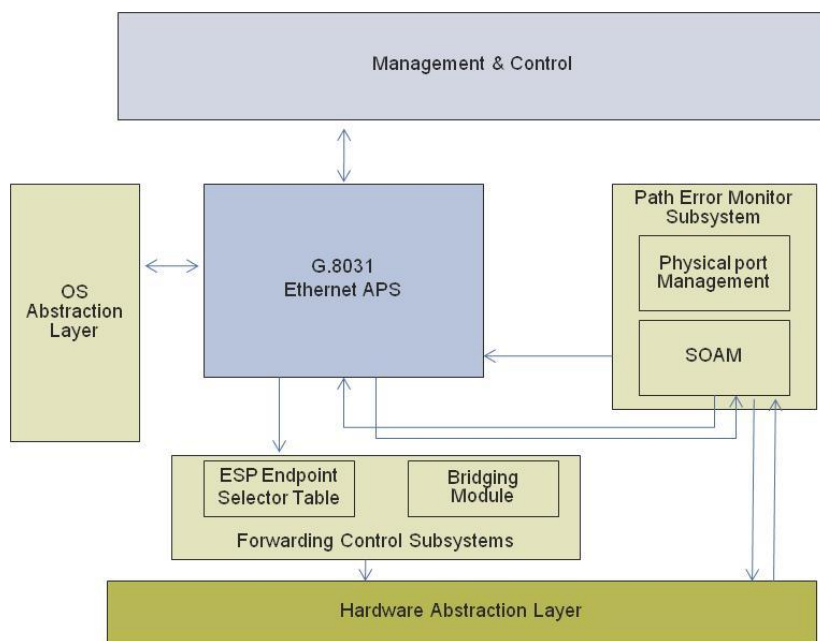 Management & Control
Path Error Monitor
Subsystem
Physical port
Management
SOAM
G.8031
Ethernet APS
OS
Abstraction
Layer
ESP Endpoint
Selector Table
Bridging
Module
Forwarding Control Subsystems
Hardware Abstraction Layer